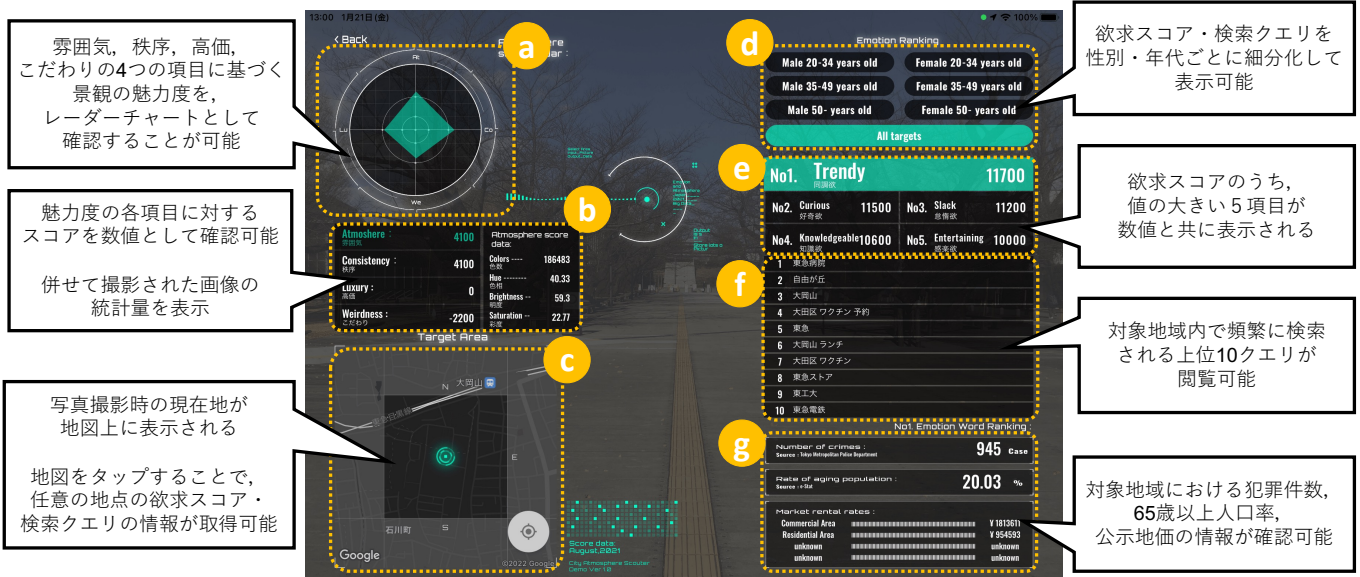 雰囲気，秩序，高価，
こだわりの4つの項目に基づく
景観の魅力度を，
レーダーチャートとして
確認することが可能
魅力度の各項目に対する
スコアを数値として確認可能
併せて撮影された画像の
統計量を表示
写真撮影時の現在地が
地図上に表示される
地図をタップすることで，
任意の地点の欲求スコア・
検索クエリの情報が取得可能
13:00 1月21日(金)
100%
Back
a
At
Lu
Co
We
b
Atmoshere :
雰囲気
4100
Consistency :
秩序
4100
Luxury :
高価
0
Weirdness :
こだわり
-2200
Atmosphere score
data:
Colors ----
色数
186483
Hue --------
色相
40.33
Brightness --
明度
59.3
Saturation --
彩度
22.77
Target Area
c
N
大岡山
E
S
石川町
Google
©2022 Google
Score data:
August,2021
City Atmosphere Scouter
Demo Ver.1.0
d
Emotion Ranking
Male 20-34 years old
Female 20-34 years old
Male 35-49 years old
Female 35-49 years old
Male 50- years old
Female 50- years old
All targets
e
No1. Trendy 11700
同調欲
No2. Curious 11500
好奇欲
No3. Slack 11200
怠惰欲
No4. Knowledgeable 10600
知識欲
No5. Entertaining 10000
感楽欲
f
1 東急病院
2 自由が丘
3 大岡山
4 大田区 ワクチン 予約
5 東急
6 大岡山 ランチ
7 大田区 ワクチン
8 東急ストア
9 東工大
10 東急電鉄
No1. Emotion Word Ranking :
g
Number of crimes :
Source : Tokyo Metropolitan Police Department
945 Case
Rate of aging population :
Source : e-Stat
20.03 %
Market rental rates :
Commercial Area ¥ 1813611
Residential Area ¥ 954593
unknown unknown
unknown unknown
欲求スコア・検索クエリを
性別・年代ごとに細分化して
表示可能
欲求スコアのうち，
値の大きい５項目が
数値と共に表示される
対象地域内で頻繁に検索
される上位10クエリが
閲覧可能
対象地域における犯罪件数，
65歳以上人口率，
公示地価の情報が確認可能